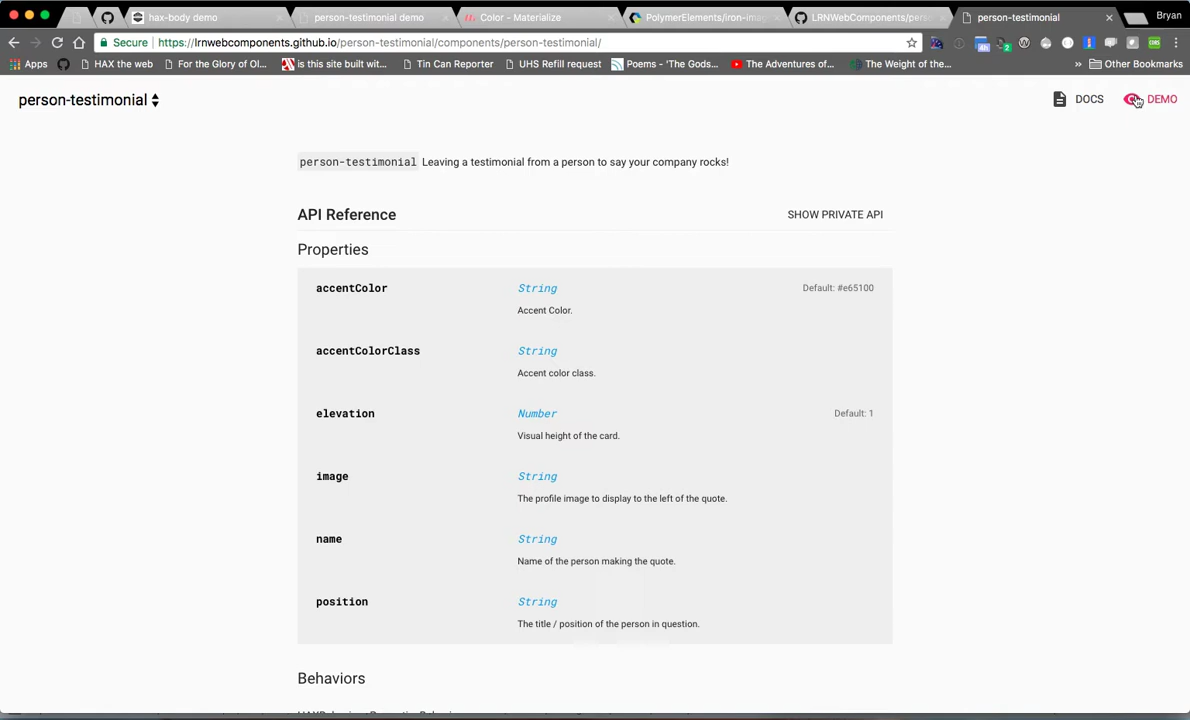 hax-body demo
person-testimonial demo
Color - Materialize
PolymerElements/iron-imag
LRNWebComponents/perso
person-testimonial
Bryan
Secure https://lrnwebcomponents.github.io/person-testimonial/components/person-testimonial/
Apps HAX the web For the Glory of Ol... is this site built wit... Tin Can Reporter UHS Refill request Poems - 'The Gods... The Adventures of... The Weight of the... » Other Bookmarks
person-testimonial
DOCS
DEMO
person-testimonial Leaving a testimonial from a person to say your company rocks!
API Reference
SHOW PRIVATE API
Properties
accentColor String Default: #e65100
Accent Color.
accentColorClass String
Accent color class.
elevation Number Default: 1
Visual height of the card.
image String
The profile image to display to the left of the quote.
name String
Name of the person making the quote.
position String
The title / position of the person in question.
Behaviors